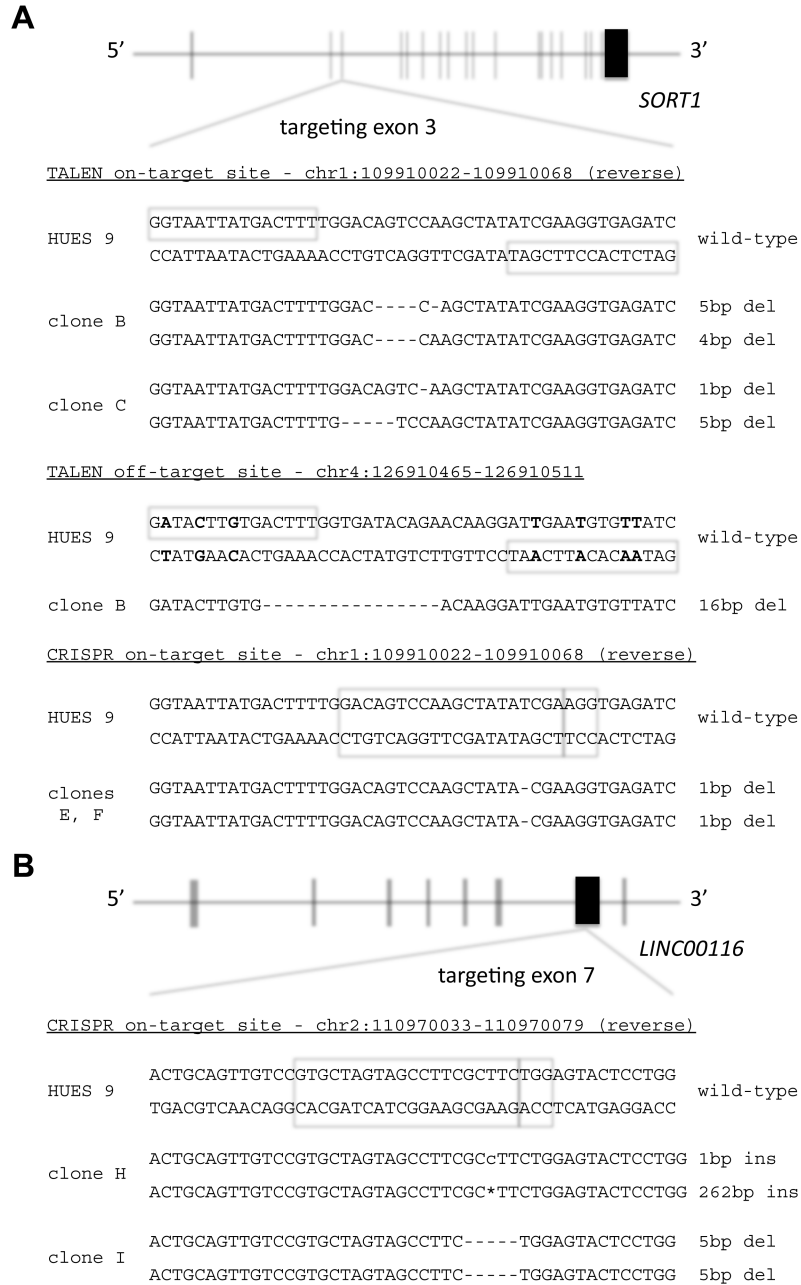 A
5’ 3’
SORT1
targeting exon 3
TALEN on-target site - chr1:109910022-109910068 (reverse)
GGTAATTATGACTTTTGGACAGTCCAAGCTATATCGAAGGTGAGATC
HUES 9 wild-type
CCATTAATACTGAAAACCTGTCAGGTTCGATATAGCTTCCACTCTAG
GGTAATTATGACTTTTGGAC----C-AGCTATATCGAAGGTGAGATC 5bp del
clone B
GGTAATTATGACTTTTGGAC----CAAGCTATATCGAAGGTGAGATC 4bp del
GGTAATTATGACTTTTGGACAGTC-AAGCTATATCGAAGGTGAGATC 1bp del
clone C
GGTAATTATGACTTTTG-----TCCAAGCTATATCGAAGGTGAGATC 5bp del
TALEN off-target site - chr4:126910465-126910511
GATACTTGTGACTTTGGTGATACAGAACAAGGATTGAATGTGTTATC
HUES 9 wild-type
CTATGAACACTGAAACCACTATGTCTTGTTCCTAACTTACACAATAG
clone B GATACTTGTG----------------ACAAGGATTGAATGTGTTATC 16bp del
CRISPR on-target site - chr1:109910022-109910068 (reverse)
GGTAATTATGACTTTTGGACAGTCCAAGCTATATCGAAGGTGAGATC
HUES 9 wild-type
CCATTAATACTGAAAACCTGTCAGGTTCGATATAGCTTCCACTCTAG
clones GGTAATTATGACTTTTGGACAGTCCAAGCTATA-CGAAGGTGAGATC 1bp del
E, F GGTAATTATGACTTTTGGACAGTCCAAGCTATA-CGAAGGTGAGATC 1bp del
B
5’ 3’
LINC00116
targeting exon 7
CRISPR on-target site - chr2:110970033-110970079 (reverse)
ACTGCAGTTGTCCGTGCTAGTAGCCTTCGCTTCTGGAGTACTCCTGG
HUES 9 wild-type
TGACGTCAACAGGCACGATCATCGGAAGCGAAGACCTCATGAGGACC
ACTGCAGTTGTCCGTGCTAGTAGCCTTCGCcTTCTGGAGTACTCCTGG 1bp ins
clone H
ACTGCAGTTGTCCGTGCTAGTAGCCTTCGC*TTCTGGAGTACTCCTGG 262bp ins
ACTGCAGTTGTCCGTGCTAGTAGCCTTC-----TGGAGTACTCCTGG 5bp del
clone I
ACTGCAGTTGTCCGTGCTAGTAGCCTTC-----TGGAGTACTCCTGG 5bp del